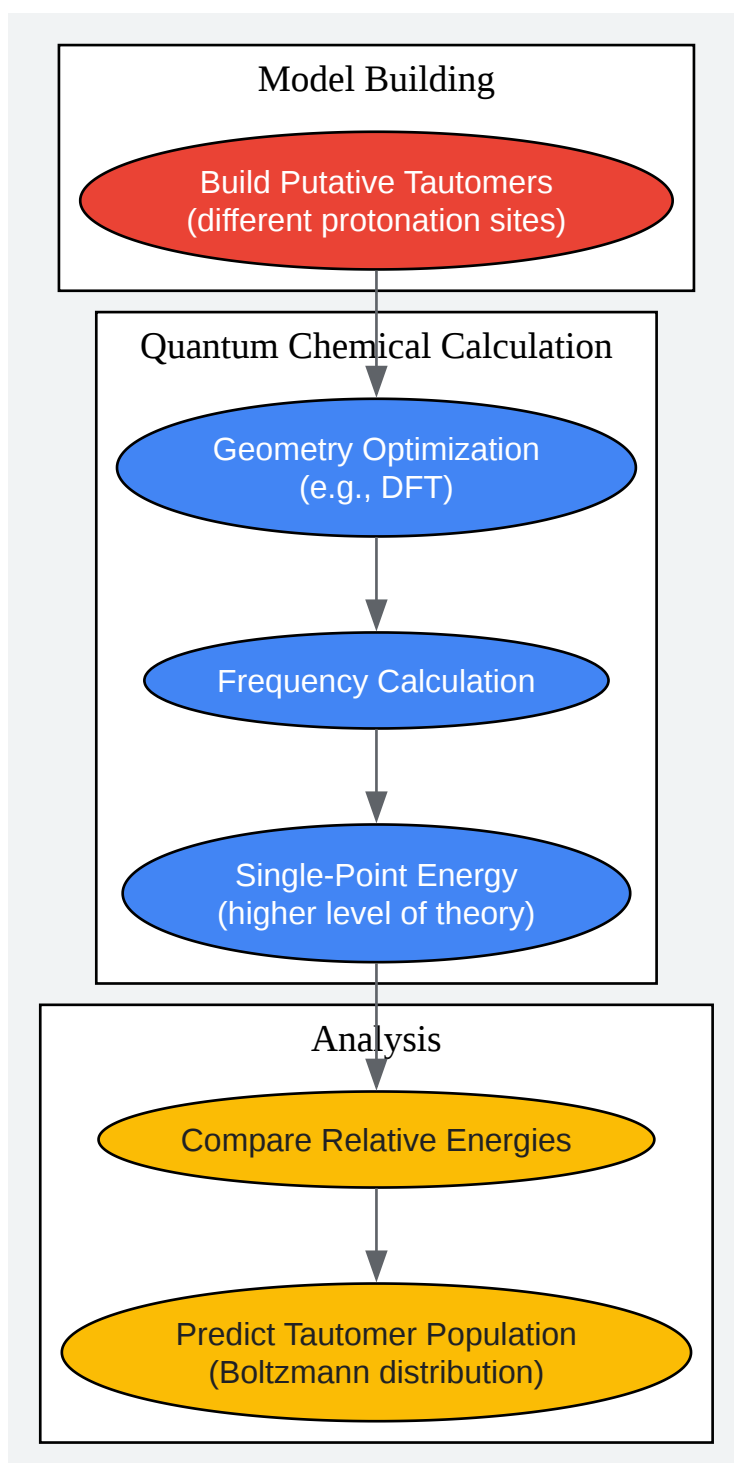 Model Building
Build Putative Tautomers
(different protonation sites)
Quantum Chemical Calculation
Geometry Optimization
(e.g., DFT)
Frequency Calculation
Single-Point Energy
(higher level of theory)
Analysis
Compare Relative Energies
Predict Tautomer Population
(Boltzmann distribution)